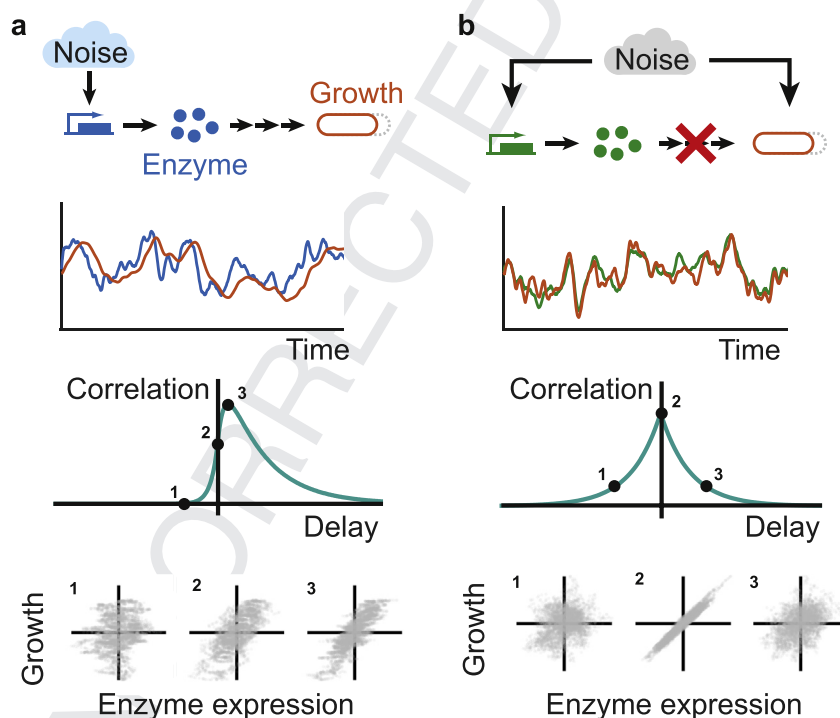 a
Noise
Growth
Enzyme
Time
Correlation
3
2
1
Delay
1
2
3
Growth
Enzyme expression
b
Noise
Time
Correlation
2
1
3
Delay
1
2
3
Growth
Enzyme expression
ORRECTED